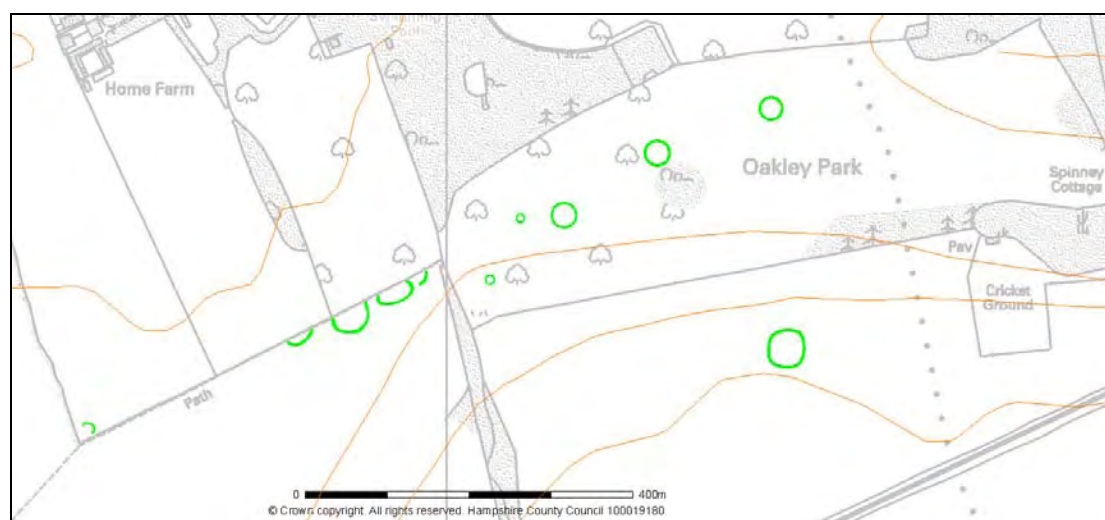 Home Farm
Oakley Park
Spinney
Cottage
Pav
Cricket
Ground
Path
0 400m
© Crown copyright. All rights reserved. Hampshire County Council 100019180